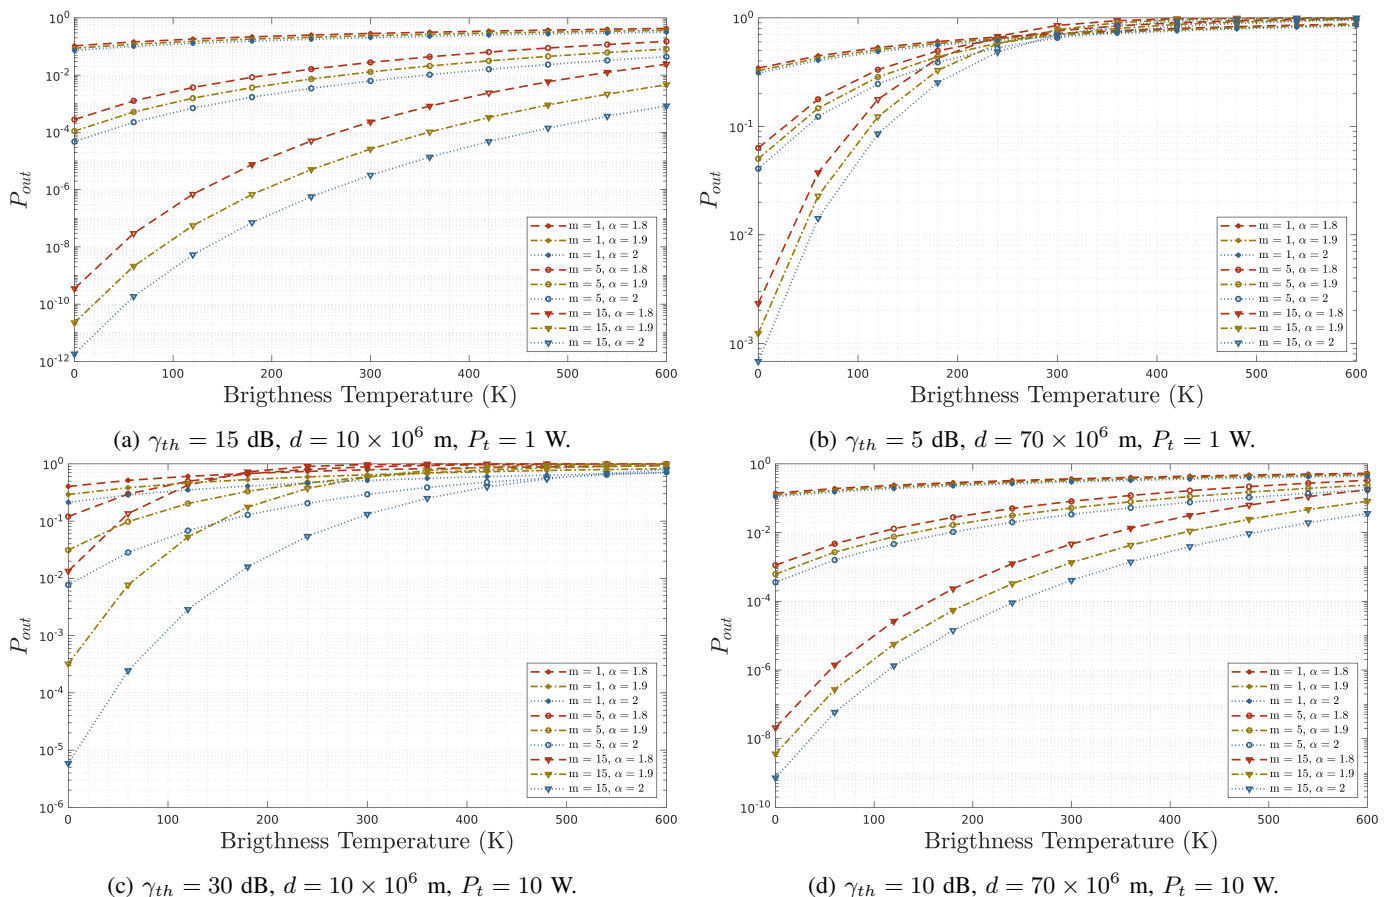 10^0
10^-2
10^-4
10^-6
10^-8
10^-10
10^-12
P_out
0 100 200 300 400 500 600
Brigthness Temperature (K)
m = 1, α = 1.8
m = 1, α = 1.9
m = 1, α = 2
m = 5, α = 1.8
m = 5, α = 1.9
m = 5, α = 2
m = 15, α = 1.8
m = 15, α = 1.9
m = 15, α = 2
(a) γ_th = 15 dB, d = 10 × 10^6 m, P_t = 1 W.
10^0
10^-1
10^-2
10^-3
P_out
0 100 200 300 400 500 600
Brigthness Temperature (K)
m = 1, α = 1.8
m = 1, α = 1.9
m = 1, α = 2
m = 5, α = 1.8
m = 5, α = 1.9
m = 5, α = 2
m = 15, α = 1.8
m = 15, α = 1.9
m = 15, α = 2
(b) γ_th = 5 dB, d = 70 × 10^6 m, P_t = 1 W.
10^0
10^-1
10^-2
10^-3
10^-4
10^-5
10^-6
P_out
0 100 200 300 400 500 600
Brigthness Temperature (K)
m = 1, α = 1.8
m = 1, α = 1.9
m = 1, α = 2
m = 5, α = 1.8
m = 5, α = 1.9
m = 5, α = 2
m = 15, α = 1.8
m = 15, α = 1.9
m = 15, α = 2
(c) γ_th = 30 dB, d = 10 × 10^6 m, P_t = 10 W.
10^0
10^-2
10^-4
10^-6
10^-8
10^-10
P_out
0 100 200 300 400 500 600
Brigthness Temperature (K)
m = 1, α = 1.8
m = 1, α = 1.9
m = 1, α = 2
m = 5, α = 1.8
m = 5, α = 1.9
m = 5, α = 2
m = 15, α = 1.8
m = 15, α = 1.9
m = 15, α = 2
(d) γ_th = 10 dB, d = 70 × 10^6 m, P_t = 10 W.